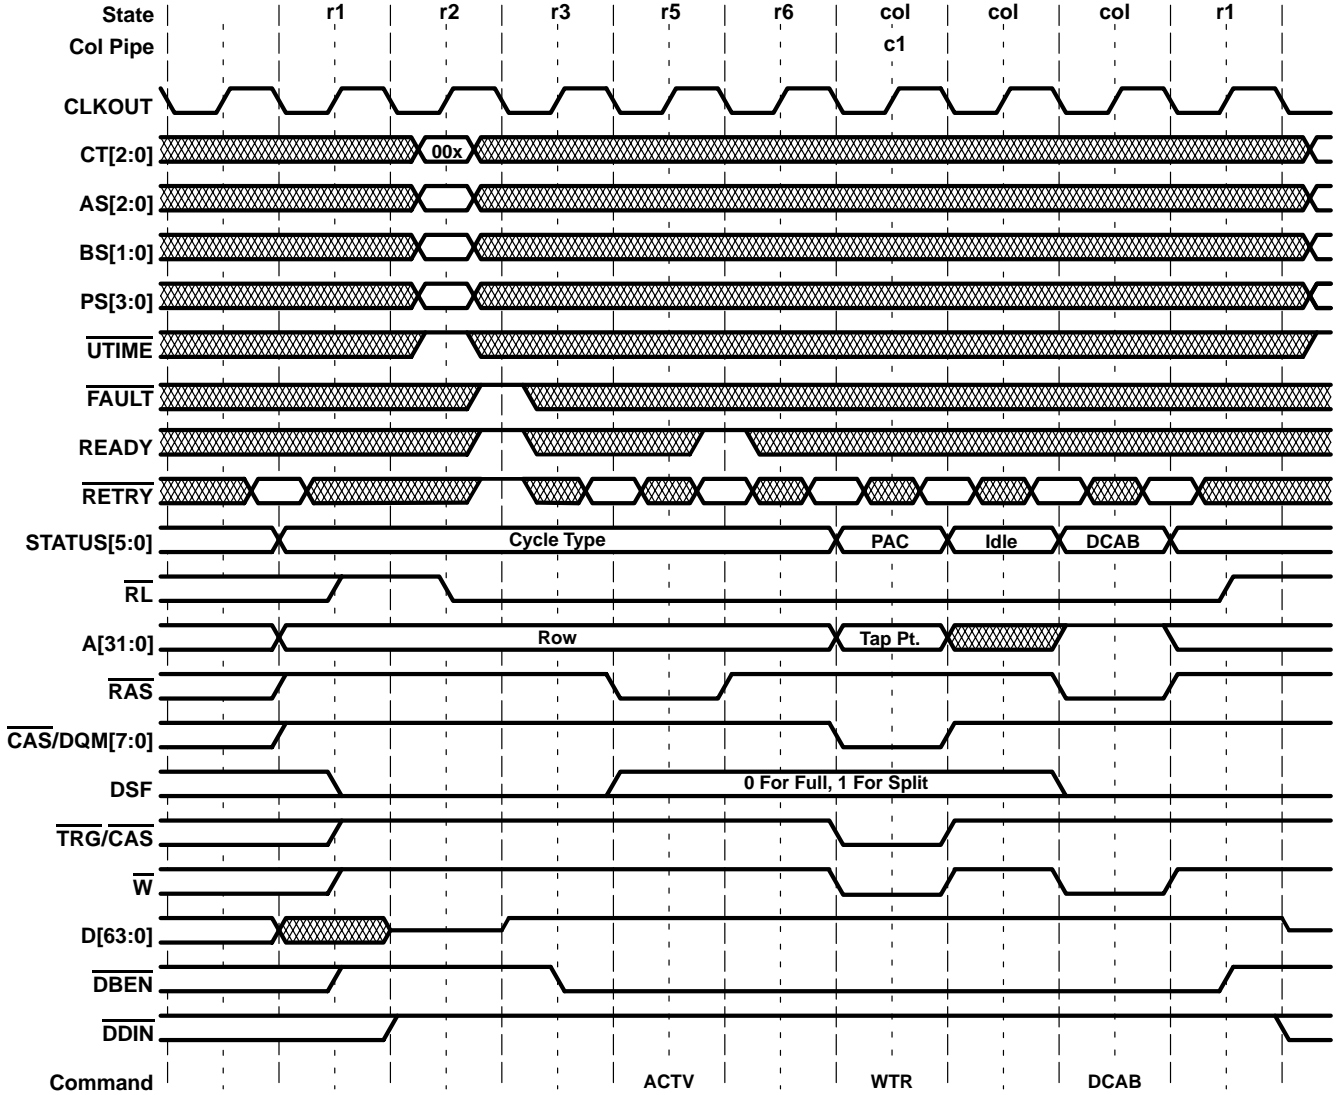 State r1 r2 r3 r5 r6 col col col r1
Col Pipe c1
CLKOUT
CT[2:0] 00x
AS[2:0]
BS[1:0]
PS[3:0]
UTIME
FAULT
READY
RETRY
STATUS[5:0] Cycle Type PAC Idle DCAB
RL
A[31:0] Row Tap Pt.
RAS
CAS/DQM[7:0]
DSF 0 For Full, 1 For Split
TRG/CAS
W
D[63:0]
DBEN
DDIN
Command ACTV WTR DCAB